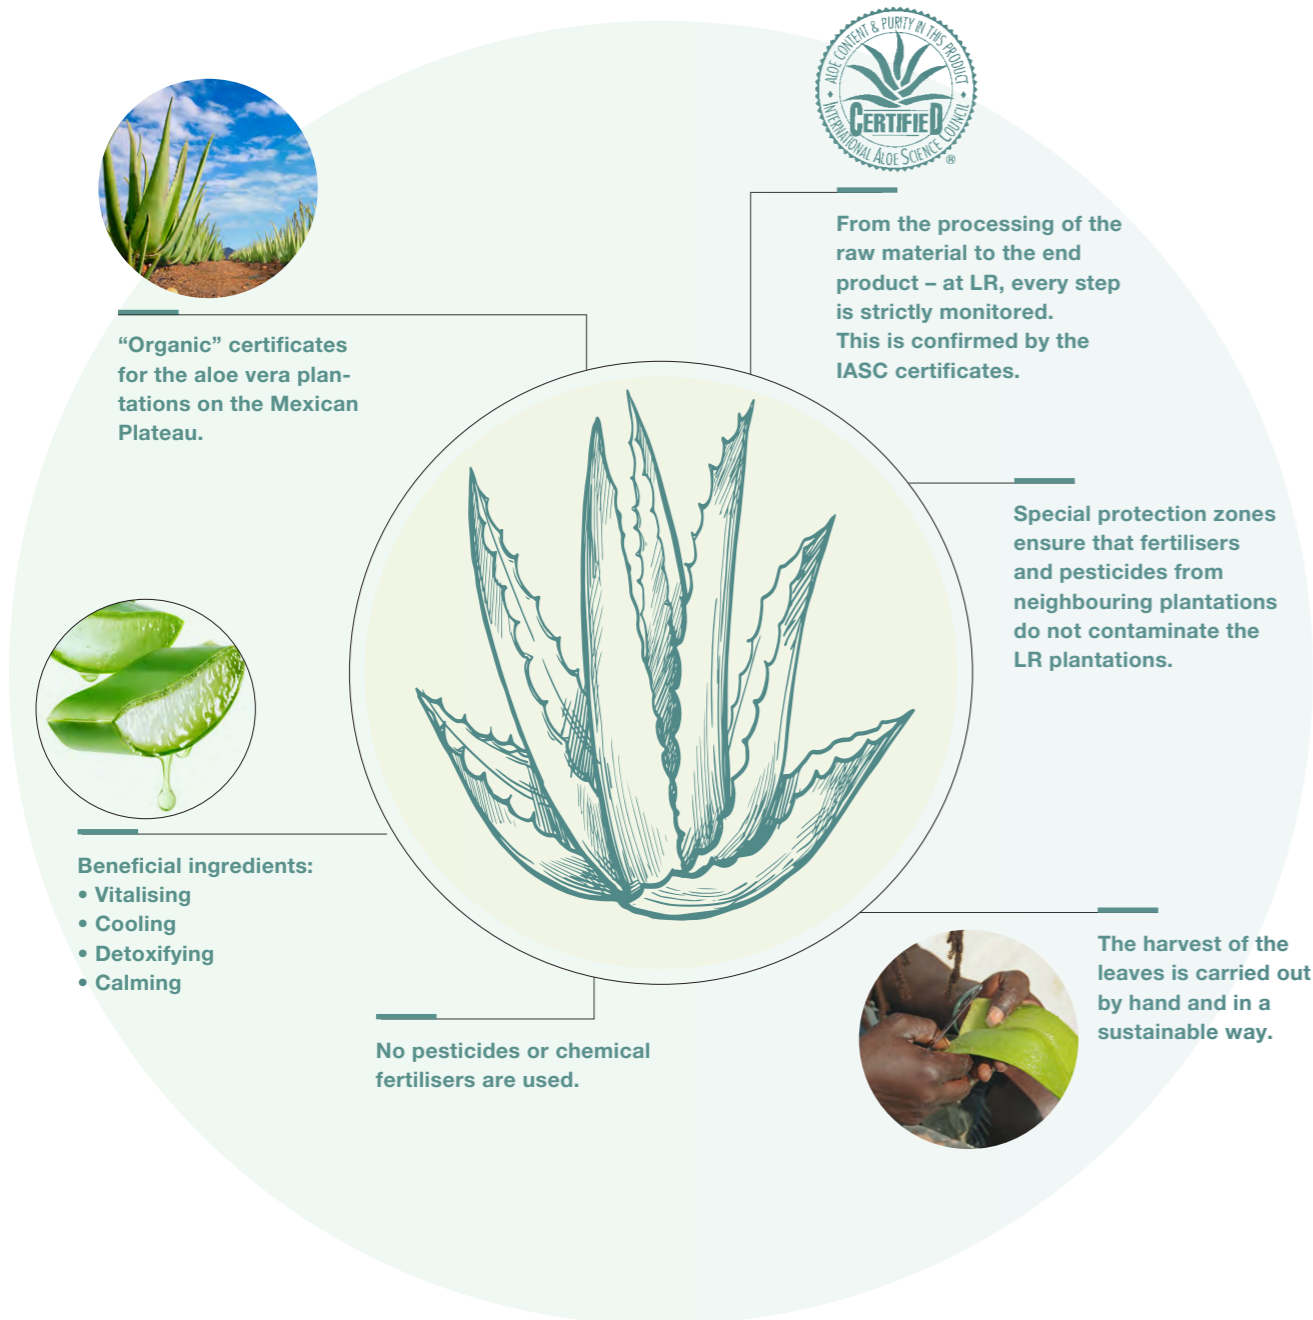 ALOE CONTENT & PURITY IN THIS PRODUCT
CERTIFIED
INTERNATIONAL ALOE SCIENCE COUNCIL
®
“Organic” certificates
for the aloe vera plan-
tations on the Mexican
Plateau.
From the processing of the
raw material to the end
product – at LR, every step
is strictly monitored.
This is confirmed by the
IASC certificates.
Special protection zones
ensure that fertilisers
and pesticides from
neighbouring plantations
do not contaminate the
LR plantations.
Beneficial ingredients:
• Vitalising
• Cooling
• Detoxifying
• Calming
No pesticides or chemical
fertilisers are used.
The harvest of the
leaves is carried out
by hand and in a
sustainable way.